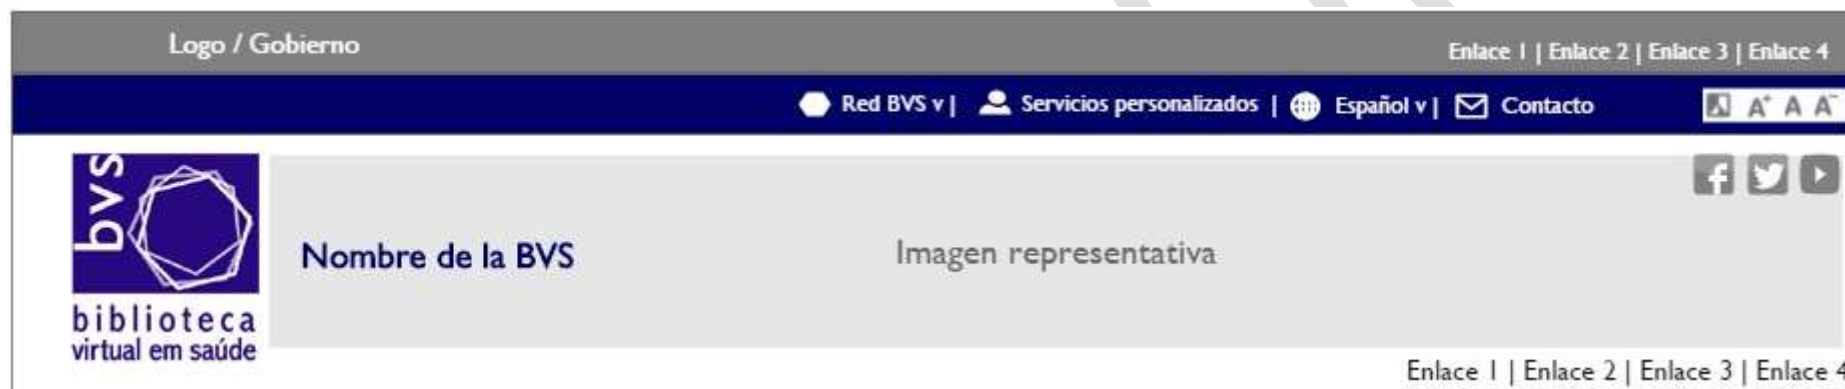 Logo / Gobierno
Enlace 1 | Enlace 2 | Enlace 3 | Enlace 4
Red BVS v | Servicios personalizados | Español v | Contacto
A+ A A-
bvs
Nombre de la BVS
Imagen representativa
biblioteca
virtual em saúde
Enlace 1 | Enlace 2 | Enlace 3 | Enlace 4